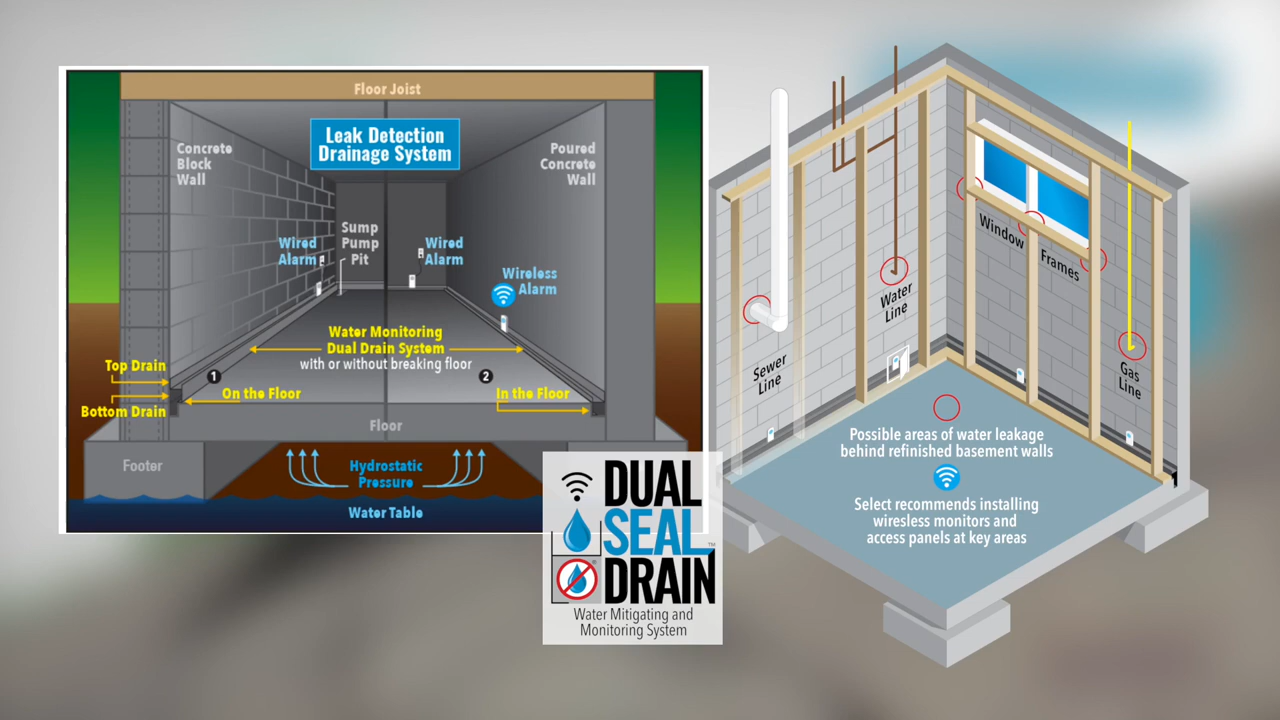 Floor Joist
Leak Detection
Drainage System
Concrete
Block
Wall
Poured
Concrete
Wall
Sump
Pump
Pit
Wired
Alarm
Wired
Alarm
Wireless
Alarm
Water Monitoring
Dual Drain System
with or without breaking floor
Top Drain
1
2
On the Floor
In the Floor
Bottom Drain
Floor
Footer
Hydrostatic
Pressure
Water Table
DUAL
SEAL™
DRAIN
Water Mitigating and
Monitoring System
Window
Frames
Water
Line
Sewer
Line
Gas
Line
Possible areas of water leakage
behind refinished basement walls
Select recommends installing
wiresless monitors and
access panels at key areas